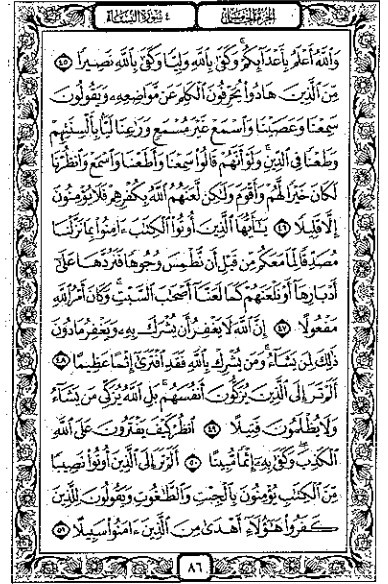 الجزء الخامس
٤ سورة النساء
وَٱللَّهُ أَعۡلَمُ بِأَعۡدَآئِكُمۡۚ وَكَفَىٰ بِٱللَّهِ وَلِيّٗا وَكَفَىٰ بِٱللَّهِ نَصِيرٗا ٤٥
مِّنَ ٱلَّذِينَ هَادُواْ يُحَرِّفُونَ ٱلۡكَلِمَ عَن مَّوَاضِعِهِۦ وَيَقُولُونَ
سَمِعۡنَا وَعَصَيۡنَا وَٱسۡمَعۡ غَيۡرَ مُسۡمَعٖ وَرَٰعِنَا لَيَّۢا بِأَلۡسِنَتِهِمۡ
وَطَعۡنٗا فِي ٱلدِّينِۚ وَلَوۡ أَنَّهُمۡ قَالُواْ سَمِعۡنَا وَأَطَعۡنَا وَٱسۡمَعۡ وَٱنظُرۡنَا
لَكَانَ خَيۡرٗا لَّهُمۡ وَأَقۡوَمَ وَلَٰكِن لَّعَنَهُمُ ٱللَّهُ بِكُفۡرِهِمۡ فَلَا يُؤۡمِنُونَ
إِلَّا قَلِيلٗا ٤٦ يَٰٓأَيُّهَا ٱلَّذِينَ أُوتُواْ ٱلۡكِتَٰبَ ءَامِنُواْ بِمَا نَزَّلۡنَا
مُصَدِّقٗا لِّمَا مَعَكُم مِّن قَبۡلِ أَن نَّطۡمِسَ وُجُوهٗا فَنَرُدَّهَا عَلَىٰٓ
أَدۡبَارِهَآ أَوۡ نَلۡعَنَهُمۡ كَمَا لَعَنَّآ أَصۡحَٰبَ ٱلسَّبۡتِۚ وَكَانَ أَمۡرُ ٱللَّهِ
مَفۡعُولًا ٤٧ إِنَّ ٱللَّهَ لَا يَغۡفِرُ أَن يُشۡرَكَ بِهِۦ وَيَغۡفِرُ مَا دُونَ
ذَٰلِكَ لِمَن يَشَآءُۚ وَمَن يُشۡرِكۡ بِٱللَّهِ فَقَدِ ٱفۡتَرَىٰٓ إِثۡمًا عَظِيمًا ٤٨
أَلَمۡ تَرَ إِلَى ٱلَّذِينَ يُزَكُّونَ أَنفُسَهُمۚ بَلِ ٱللَّهُ يُزَكِّي مَن يَشَآءُ
وَلَا يُظۡلَمُونَ فَتِيلًا ٤٩ ٱنظُرۡ كَيۡفَ يَفۡتَرُونَ عَلَى ٱللَّهِ
ٱلۡكَذِبَۖ وَكَفَىٰ بِهِۦٓ إِثۡمٗا مُّبِينًا ٥٠ أَلَمۡ تَرَ إِلَى ٱلَّذِينَ أُوتُواْ نَصِيبٗا
مِّنَ ٱلۡكِتَٰبِ يُؤۡمِنُونَ بِٱلۡجِبۡتِ وَٱلطَّٰغُوتِ وَيَقُولُونَ لِلَّذِينَ
كَفَرُواْ هَٰٓؤُلَآءِ أَهۡدَىٰ مِنَ ٱلَّذِينَ ءَامَنُواْ سَبِيلًا ٥١
٨٦